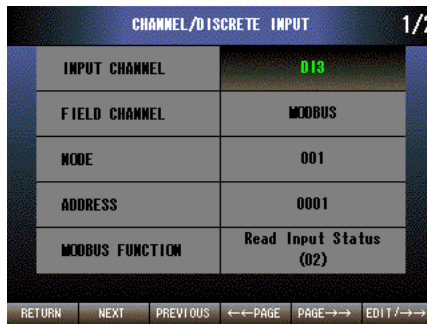 CHANNEL/DISCRETE INPUT 1/2
INPUT CHANNEL DI3
FIELD CHANNEL MODBUS
NODE 001
ADDRESS 0001
MODBUS FUNCTION Read Input Status
(02)
RETURN NEXT PREVIOUS ←←PAGE PAGE→→ EDIT/→→